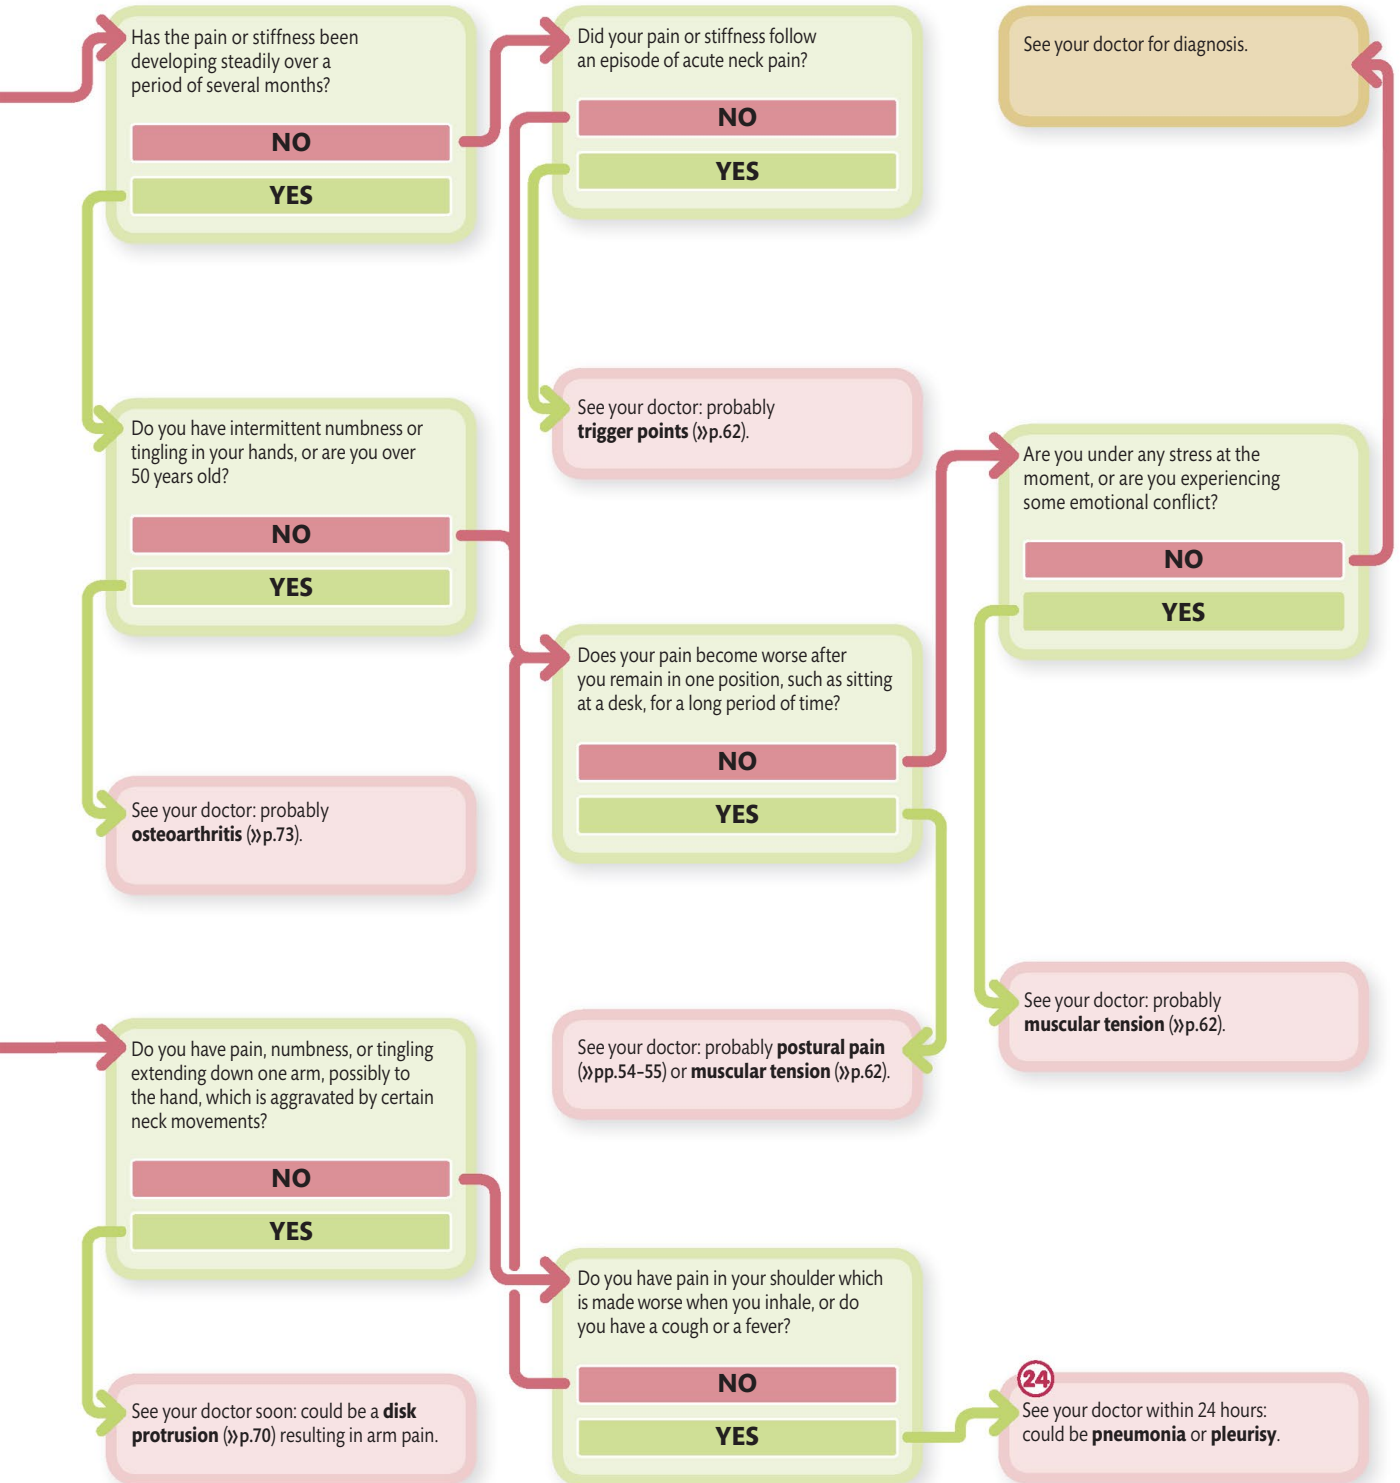 Has the pain or stiffness been
developing steadily over a
period of several months?
NO
YES
Did your pain or stiffness follow
an episode of acute neck pain?
NO
YES
See your doctor for diagnosis.
See your doctor: probably
trigger points (»p.62).
Do you have intermittent numbness or
tingling in your hands, or are you over
50 years old?
NO
YES
Are you under any stress at the
moment, or are you experiencing
some emotional conflict?
NO
YES
Does your pain become worse after
you remain in one position, such as sitting
at a desk, for a long period of time?
NO
YES
See your doctor: probably
osteoarthritis (»p.73).
See your doctor: probably
muscular tension (»p.62).
See your doctor: probably postural pain
(»pp.54–55) or muscular tension (»p.62).
Do you have pain, numbness, or tingling
extending down one arm, possibly to
the hand, which is aggravated by certain
neck movements?
NO
YES
Do you have pain in your shoulder which
is made worse when you inhale, or do
you have a cough or a fever?
NO
YES
See your doctor soon: could be a disk
protrusion (»p.70) resulting in arm pain.
24
See your doctor within 24 hours:
could be pneumonia or pleurisy.